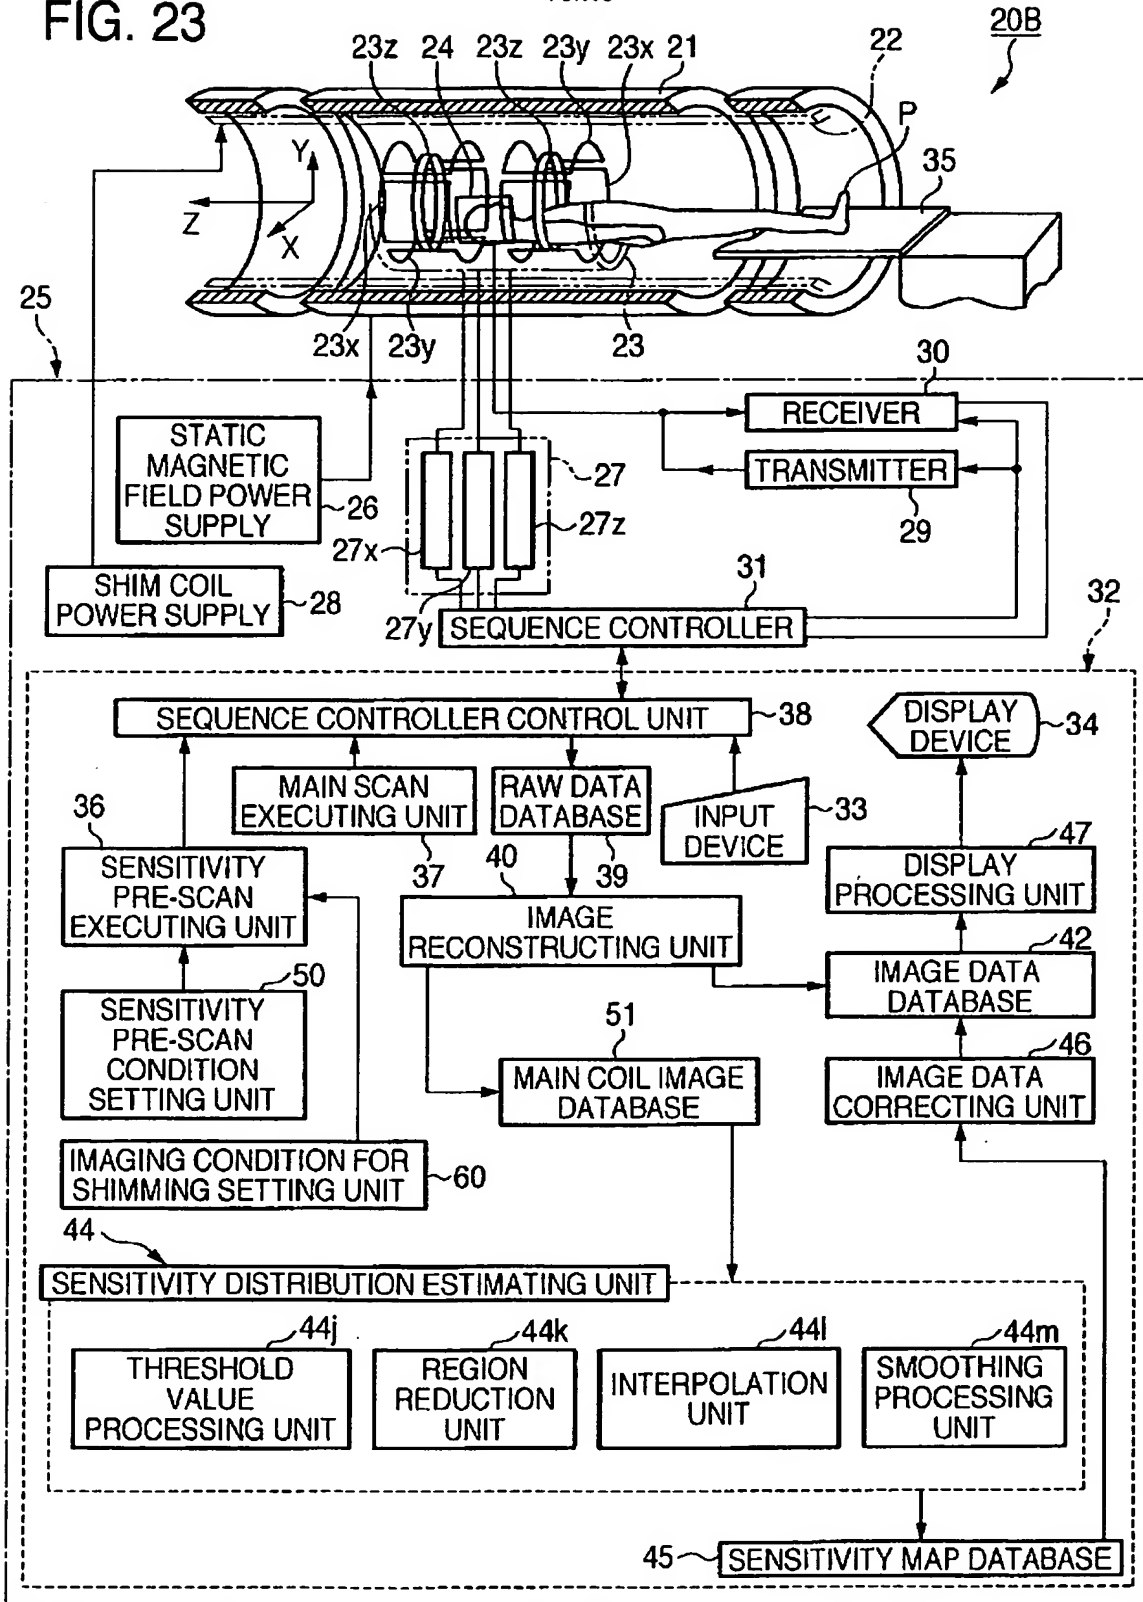 FIG. 23
20B
23z 24 23z 23y 23x 21 22
P
35
Y
Z
X
25
23x 23y 23
30
RECEIVER
STATIC
MAGNETIC
FIELD POWER
SUPPLY
26
27
TRANSMITTER
29
27x
27z
SHIM COIL
POWER SUPPLY
28
27y
31
SEQUENCE CONTROLLER
32
SEQUENCE CONTROLLER CONTROL UNIT
38
DISPLAY
DEVICE
34
MAIN SCAN
EXECUTING UNIT
37
RAW DATA
DATABASE
39
INPUT
DEVICE
33
36
SENSITIVITY
PRE-SCAN
EXECUTING UNIT
40
IMAGE
RECONSTRUCTING UNIT
47
DISPLAY
PROCESSING UNIT
42
IMAGE DATA
DATABASE
50
SENSITIVITY
PRE-SCAN
CONDITION
SETTING UNIT
51
MAIN COIL IMAGE
DATABASE
46
IMAGE DATA
CORRECTING UNIT
IMAGING CONDITION FOR
SHIMMING SETTING UNIT
60
44
SENSITIVITY DISTRIBUTION ESTIMATING UNIT
44j
THRESHOLD
VALUE
PROCESSING UNIT
44k
REGION
REDUCTION
UNIT
44l
INTERPOLATION
UNIT
44m
SMOOTHING
PROCESSING
UNIT
45
SENSITIVITY MAP DATABASE